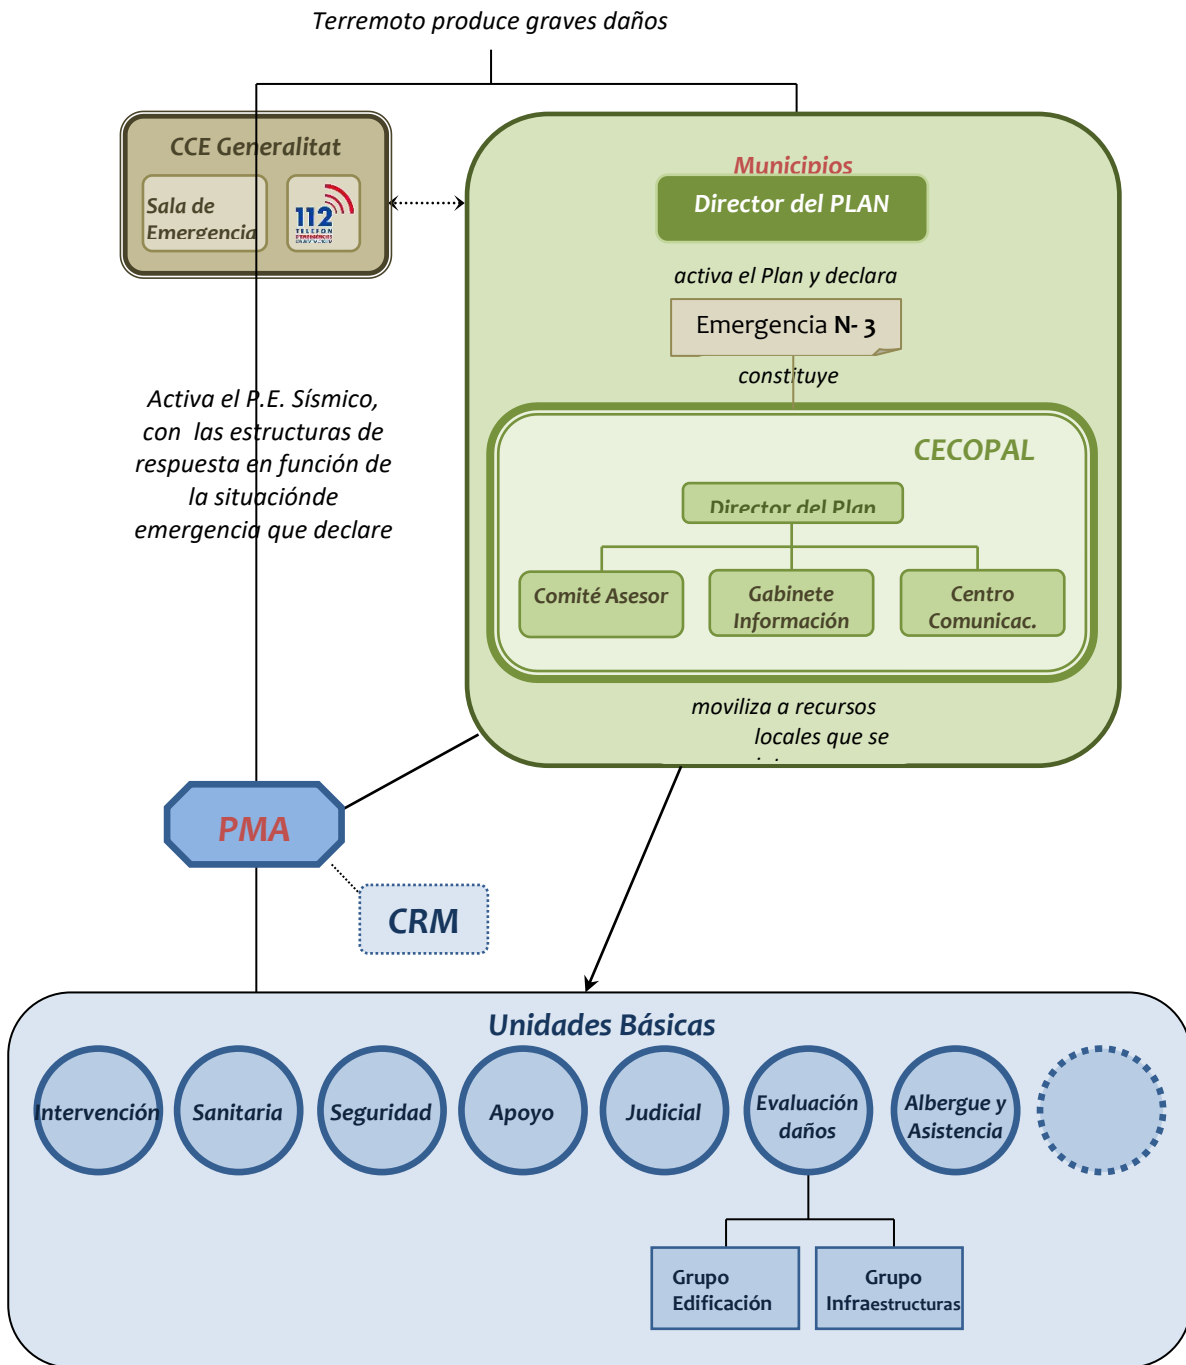 Terremoto produce graves daños
CCE Generalitat
Sala de
Emergencia
112
TELÈFON
D'EMERGÈNCIES
Municipios
Director del PLAN
activa el Plan y declara
Emergencia N- 3
constituye
Activa el P.E. Sísmico,
con las estructuras de
respuesta en función de
la situaciónde
emergencia que declare
CECOPAL
Director del Plan
Comité Asesor
Gabinete
Información
Centro
Comunicac.
moviliza a recursos
locales que se
PMA
CRM
Unidades Básicas
Intervención
Sanitaria
Seguridad
Apoyo
Judicial
Evaluación
daños
Albergue y
Asistencia
Grupo
Edificación
Grupo
Infraestructuras